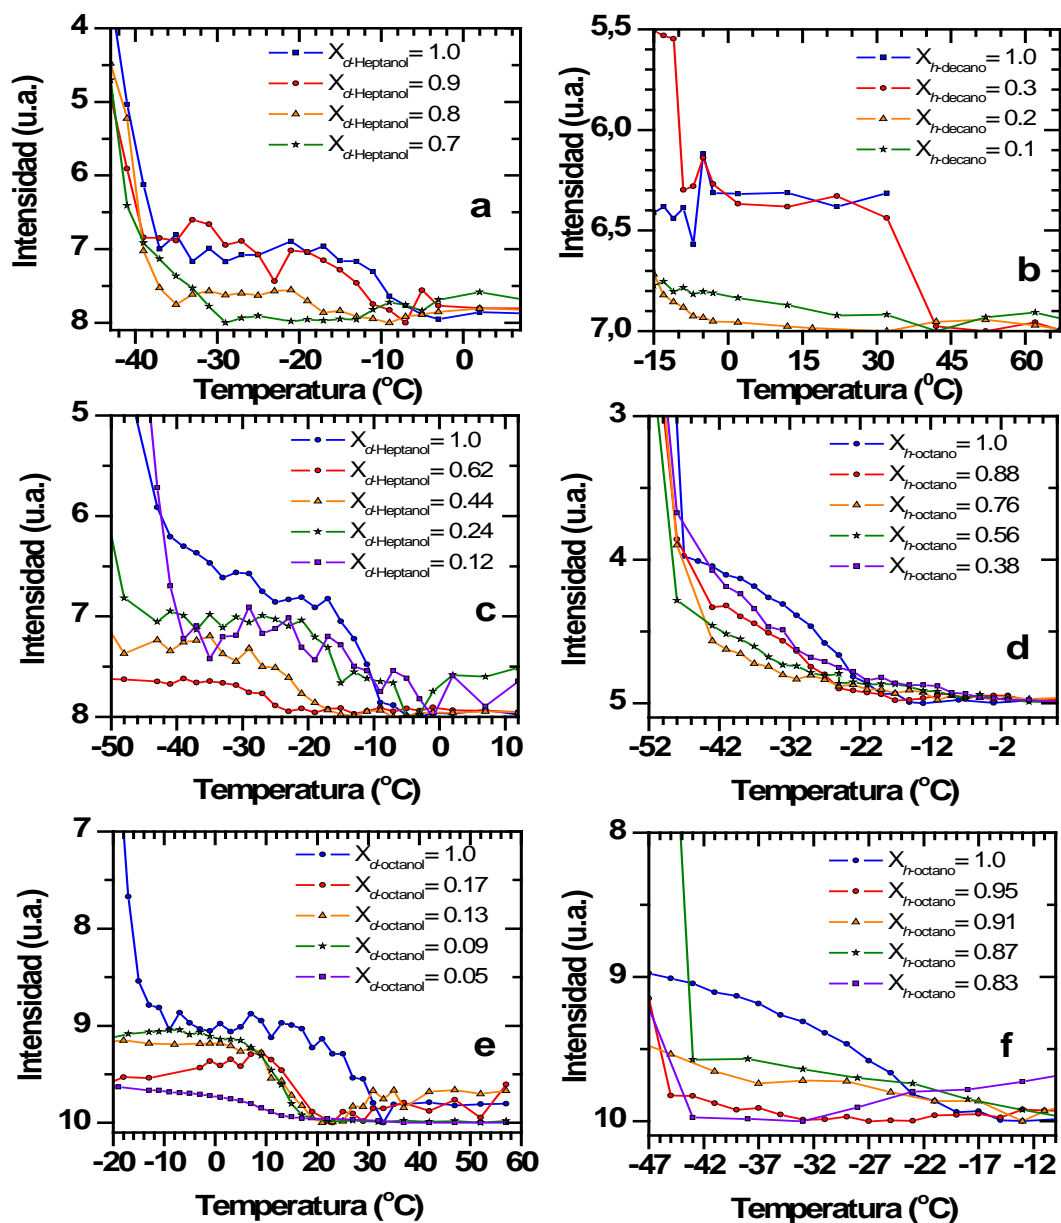 4
5
6
7
8
Intensidad (u.a.)
X d-Heptanol = 1.0
X d-Heptanol = 0.9
X d-Heptanol = 0.8
X d-Heptanol = 0.7
a
-40 -30 -20 -10 0
Temperatura (°C)
5,5
6,0
6,5
7,0
Intensidad (u.a.)
X h-decano = 1.0
X h-decano = 0.3
X h-decano = 0.2
X h-decano = 0.1
b
-15 0 15 32 45 60
Temperatura (⁰C)
5
6
7
8
Intensidad (u.a.)
X d-Heptanol = 1.0
X d-Heptanol = 0.62
X d-Heptanol = 0.44
X d-Heptanol = 0.24
X d-Heptanol = 0.12
c
-50 -40 -30 -20 -10 0 10
Temperatura (°C)
3
4
5
Intensidad (u.a.)
X h-octano = 1.0
X h-octano = 0.88
X h-octano = 0.76
X h-octano = 0.56
X h-octano = 0.38
d
-52 -42 -32 -22 -12 -2
Temperatura (°C)
7
8
9
10
Intensidad (u.a.)
X d-octanol = 1.0
X d-octanol = 0.17
X d-octanol = 0.13
X d-octanol = 0.09
X d-octanol = 0.05
e
-20 -10 0 10 20 30 40 50 60
Temperatura (°C)
8
9
10
Intensidad (u.a.)
X h-octano = 1.0
X h-octano = 0.95
X h-octano = 0.91
X h-octano = 0.87
X h-octano = 0.83
f
-47 -42 -37 -32 -27 -22 -17 -12
Temperatura (°C)